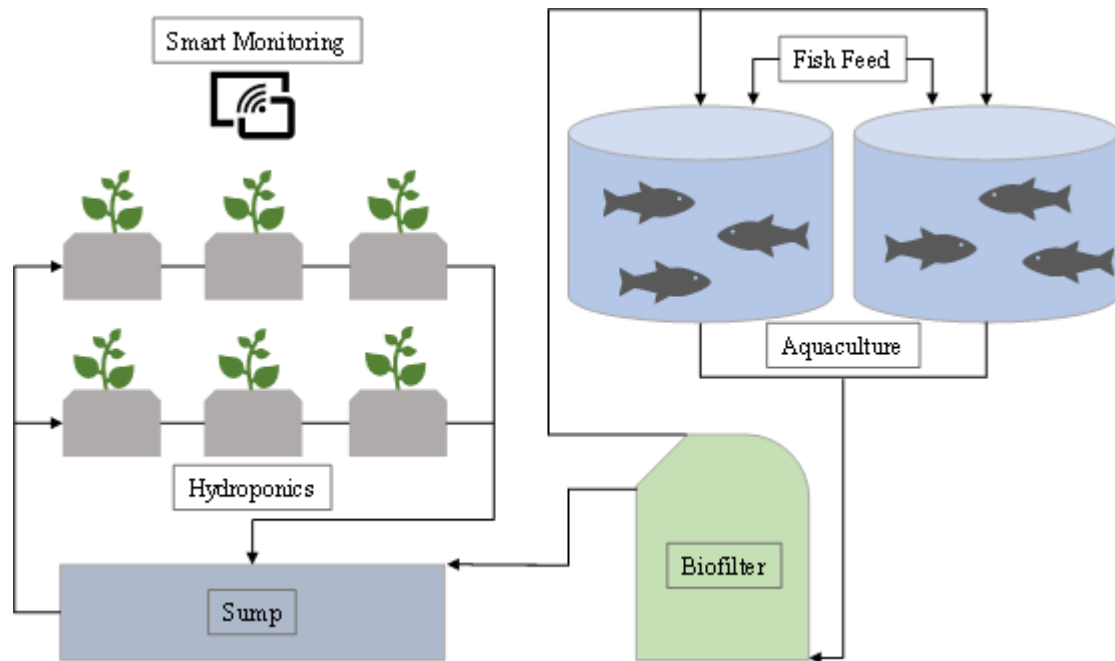 Smart Monitoring
Fish Feed
Aquaculture
Hydroponics
Biofilter
Sump